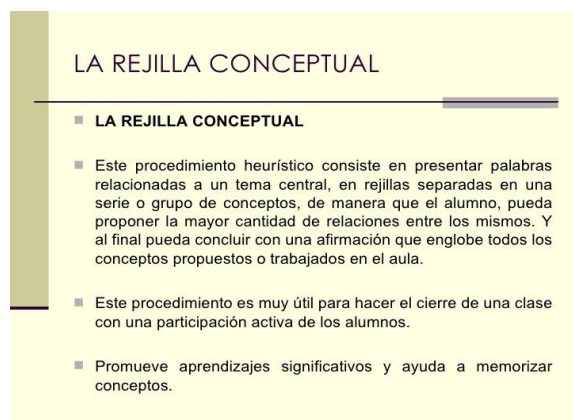 LA REJILLA CONCEPTUAL
LA REJILLA CONCEPTUAL
Este procedimiento heurístico consiste en presentar palabras
relacionadas a un tema central, en rejillas separadas en una
serie o grupo de conceptos, de manera que el alumno, pueda
proponer la mayor cantidad de relaciones entre los mismos. Y
al final pueda concluir con una afirmación que englobe todos los
conceptos propuestos o trabajados en el aula.
Este procedimiento es muy útil para hacer el cierre de una clase
con una participación activa de los alumnos.
Promueve aprendizajes significativos y ayuda a memorizar
conceptos.